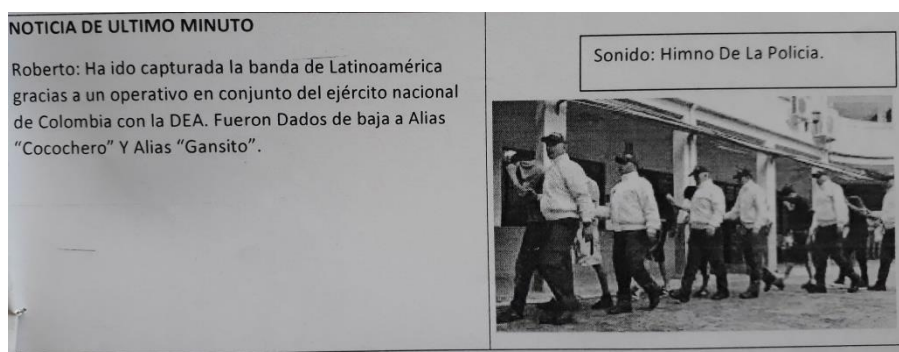 NOTICIA DE ULTIMO MINUTO
Roberto: Ha ido capturada la banda de Latinoamérica
gracias a un operativo en conjunto del ejército nacional
de Colombia con la DEA. Fueron Dados de baja a Alias
“Cocochero” Y Alias “Gansito”.
Sonido: Himno De La Policia.